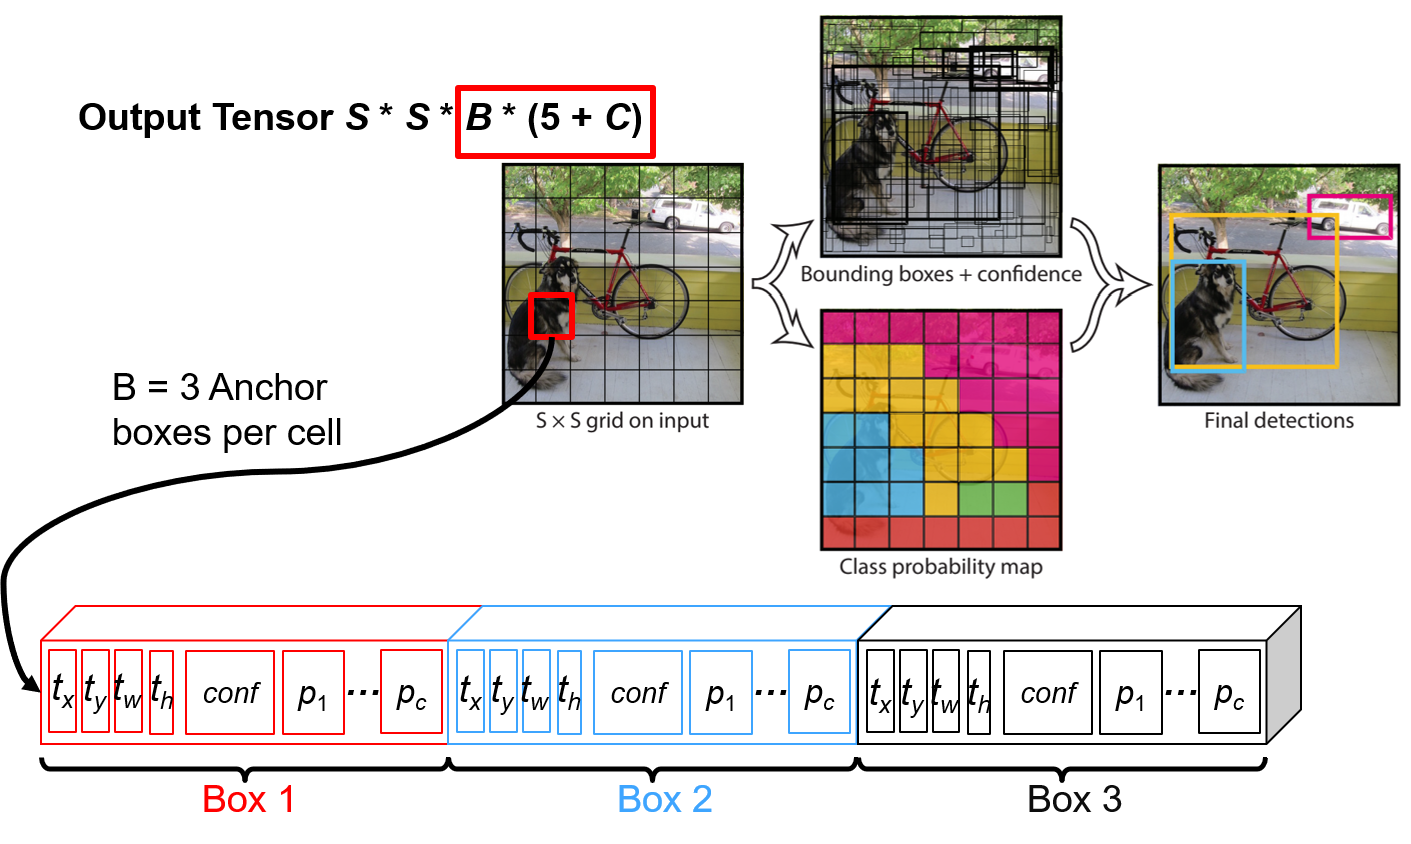 Output Tensor S * S * B * (5 + C)
Bounding boxes + confidence
B = 3 Anchor
boxes per cell
S × S grid on input
Final detections
Class probability map
t_x t_y t_w t_h conf p_1 ... p_c t_x t_y t_w t_h conf p_1 ... p_c t_x t_y t_w t_h conf p_1 ... p_c
Box 1 Box 2 Box 3